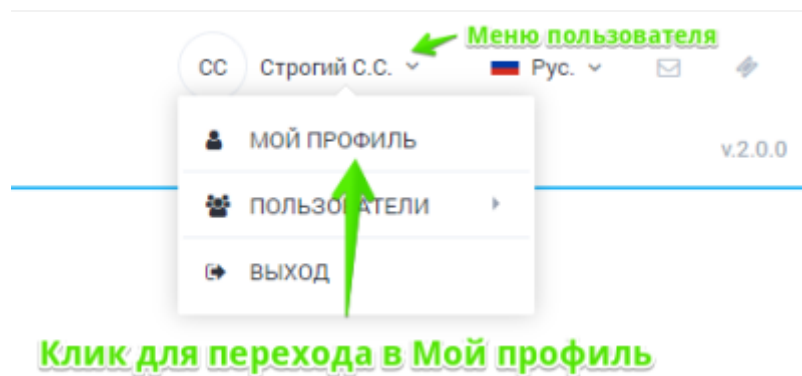 Меню пользователя
СС Строгий С.С. Рус.
МОЙ ПРОФИЛЬ
v.2.0.0
ПОЛЬЗОВАТЕЛИ
ВЫХОД
Клик для перехода в Мой профиль